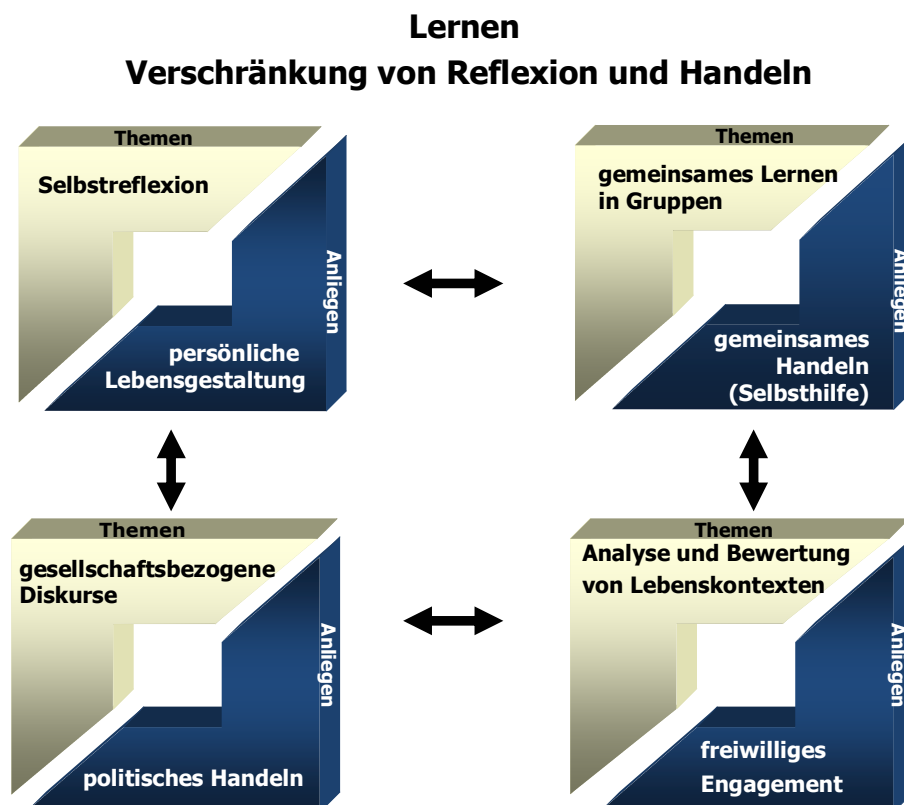 Lernen
Verschränkung von Reflexion und Handeln
Themen
Selbstreflexion
Anliegen
persönliche
Lebensgestaltung
Themen
gemeinsames Lernen
in Gruppen
Anliegen
gemeinsames
Handeln
(Selbsthilfe)
Themen
gesellschaftsbezogene
Diskurse
Anliegen
politisches Handeln
Themen
Analyse und Bewertung
von Lebenskontexten
Anliegen
freiwilliges
Engagement